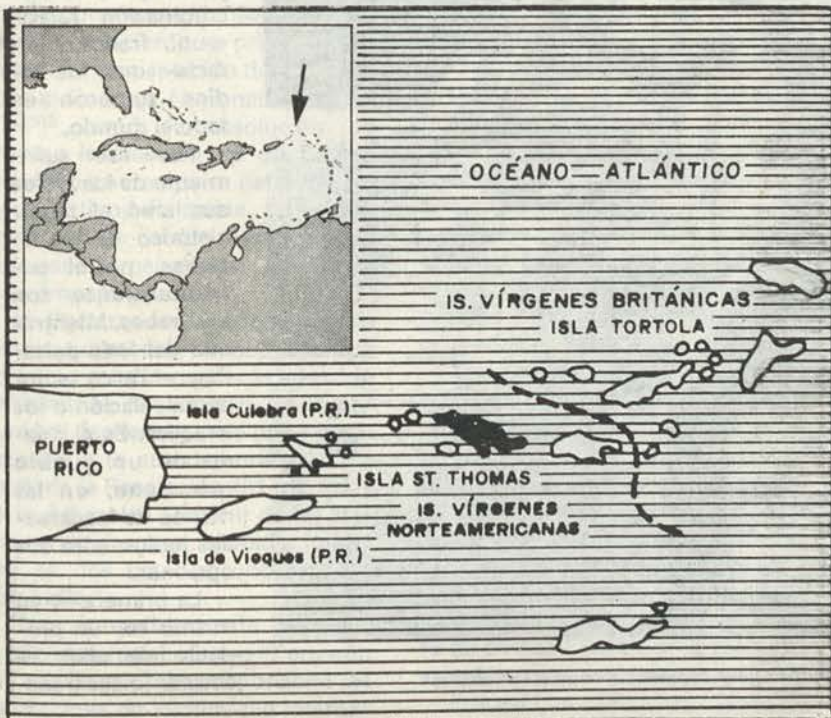 OCÉANO ATLÁNTICO
IS. VÍRGENES BRITÁNICAS
ISLA TORTOLA
Isla Culebra (P.R.)
PUERTO
RICO
ISLA ST. THOMAS
IS. VÍRGENES
NORTEAMERICANAS
Isla de Vieques (P.R.)